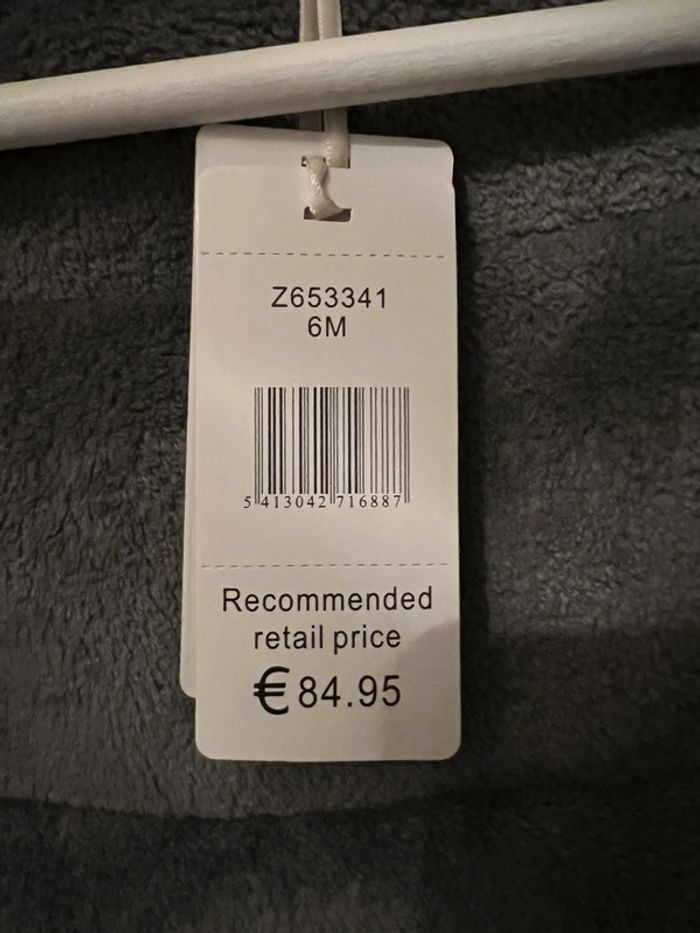 Z653341
6M
5 413042 716887
Recommended
retail price
€84.95